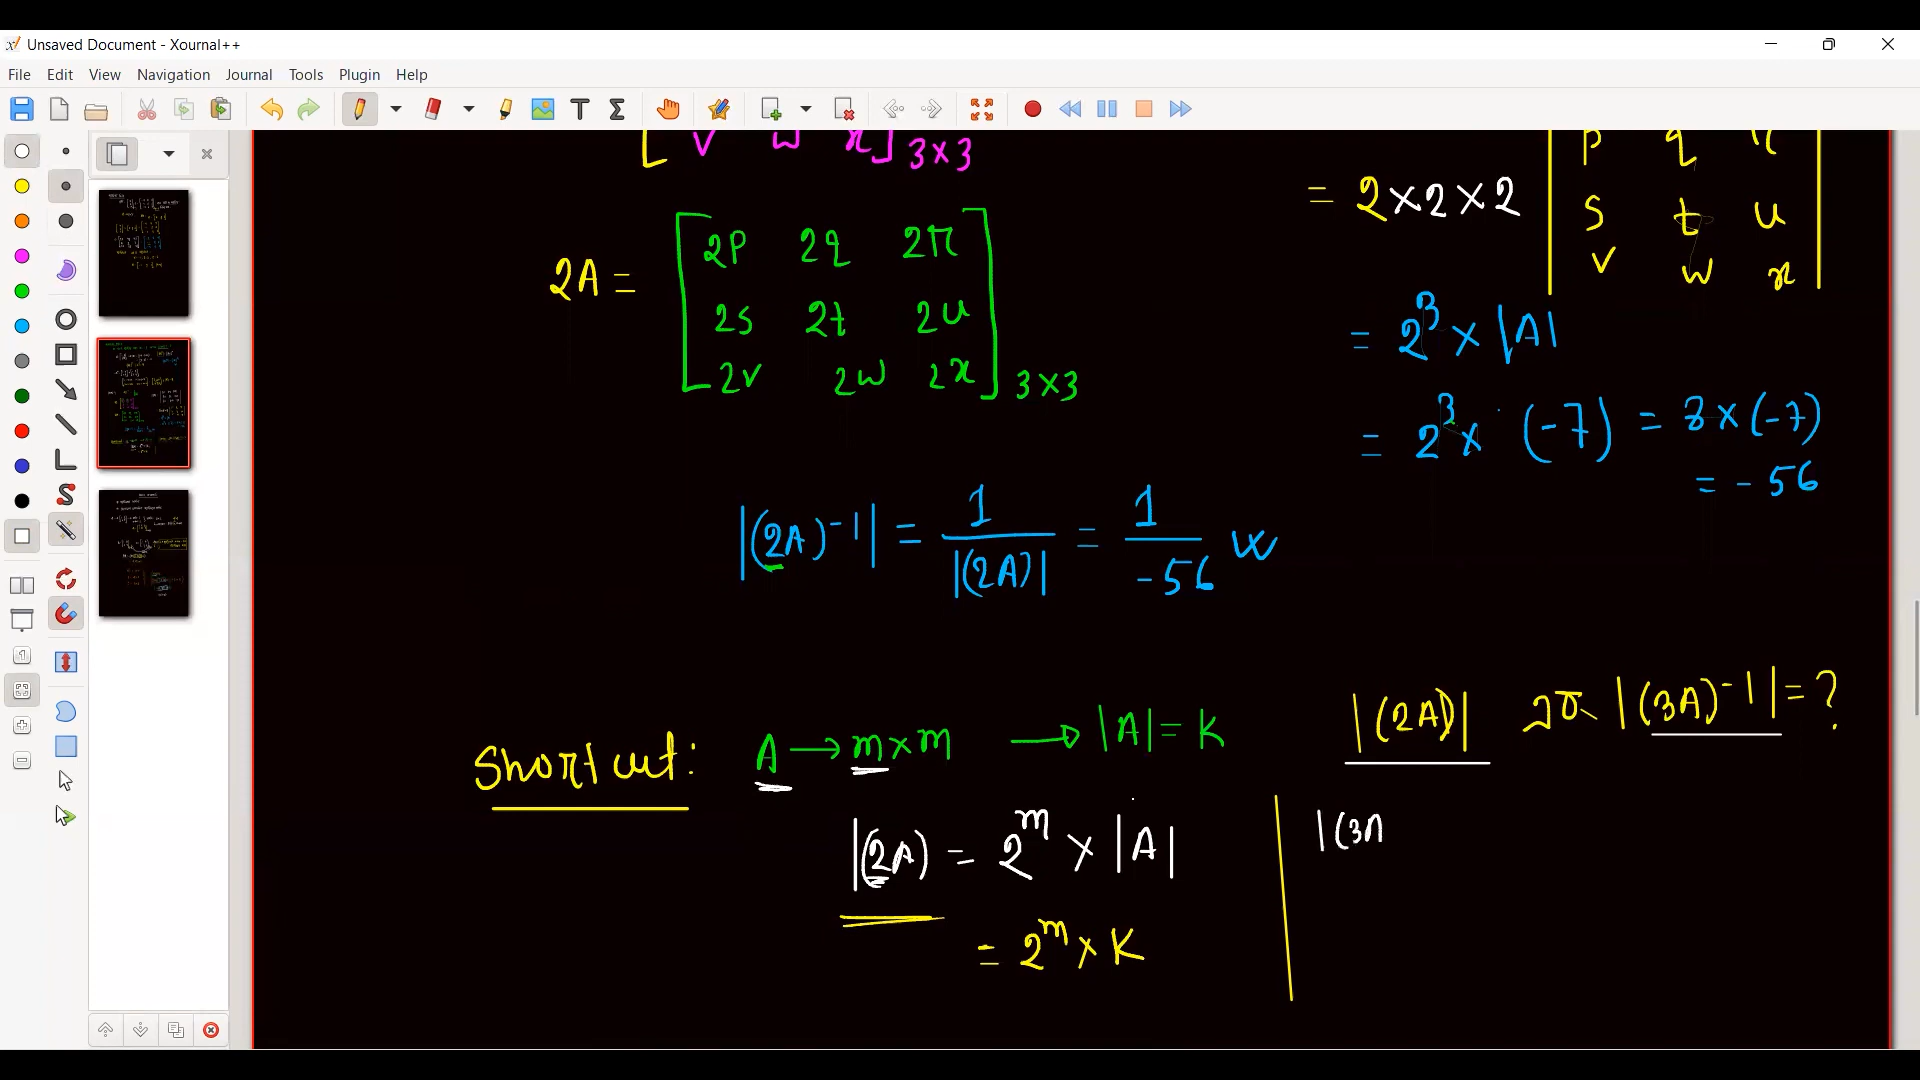 Unsaved Document - Xournal++
File Edit View Navigation Journal Tools Plugin Help
[ v w x ] 3×3
p q r
= 2×2×2
s t u
v w x
2A = [ 2p 2q 2r
2s 2t 2u
2v 2w 2x ] 3×3
= 2³ × |A|
= 2³ × (-7) = 8×(-7)
= - 56
|(2A)⁻¹| = 1 / |(2A)| = 1 / -56
Shortcut: A → m×m → |A| = K
|(2A)| |(3A)⁻¹| = ?
|(2A) = 2ᵐ × |A|
= 2ᵐ × K
|(3A